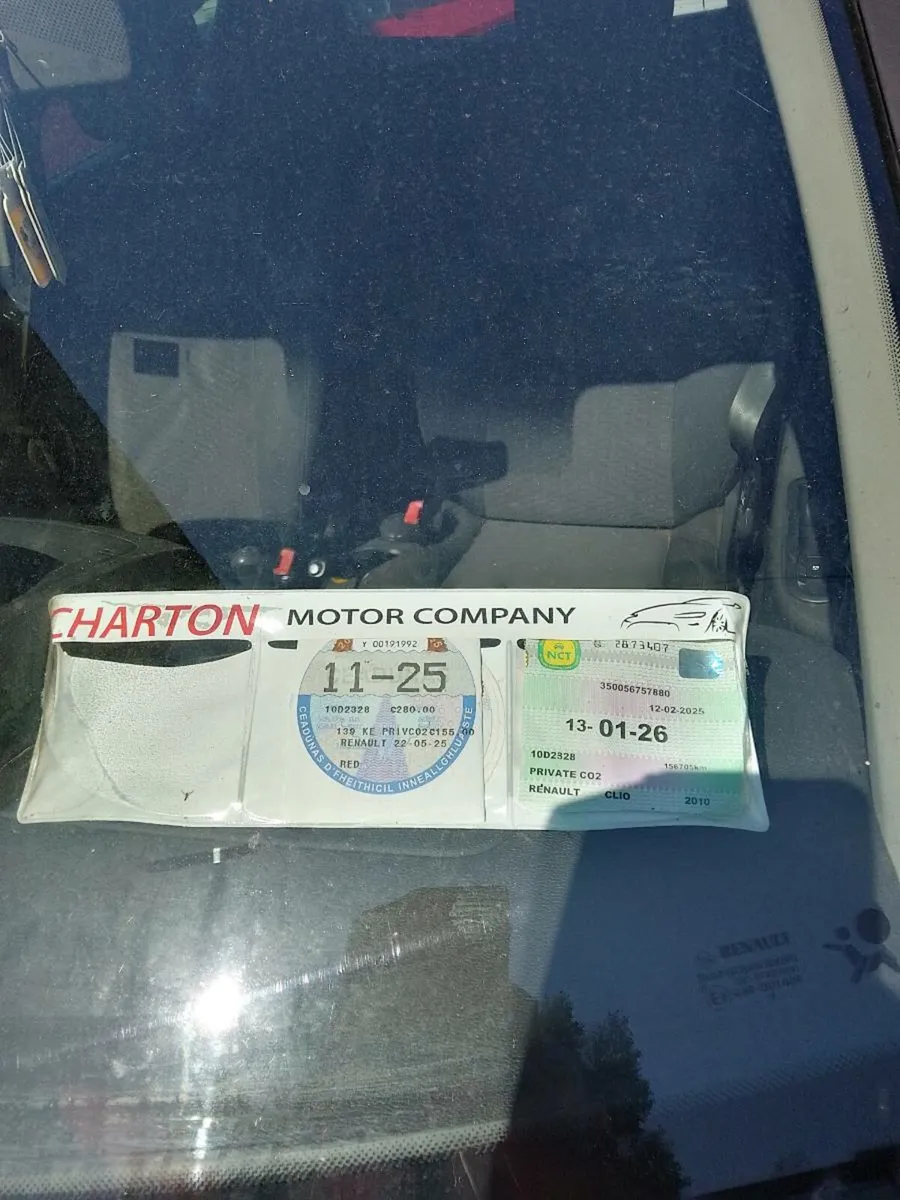 CHARTON MOTOR COMPANY
Y 00191992
11-25
10D2328 €280.00
139 KE PRIVCO2C155.00
RENAULT 22-05-25
RED
CEADÚNAS D'FHEITHICIL INNEALLGHLUAISTE
NCT
2873407
350056757880
12-02-2025
13- 01-26
10D2328
156705km
PRIVATE CO2
RENAULT CLIO 2010
RENAULT